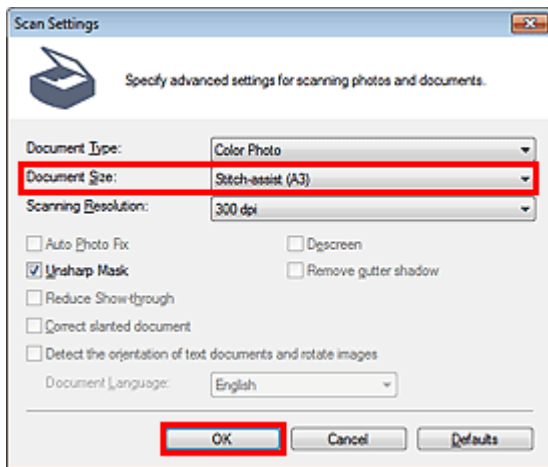 Scan Settings
Specify advanced settings for scanning photos and documents.
Document Type: Color Photo
Document Size: Stitch-assist (A3)
Scanning Resolution: 300 dpi
Auto Photo Fix Descreen
Unsharp Mask Remove gutter shadow
Reduce Show-through
Correct slanted document
Detect the orientation of text documents and rotate images
Document Language: English
OK Cancel Defaults